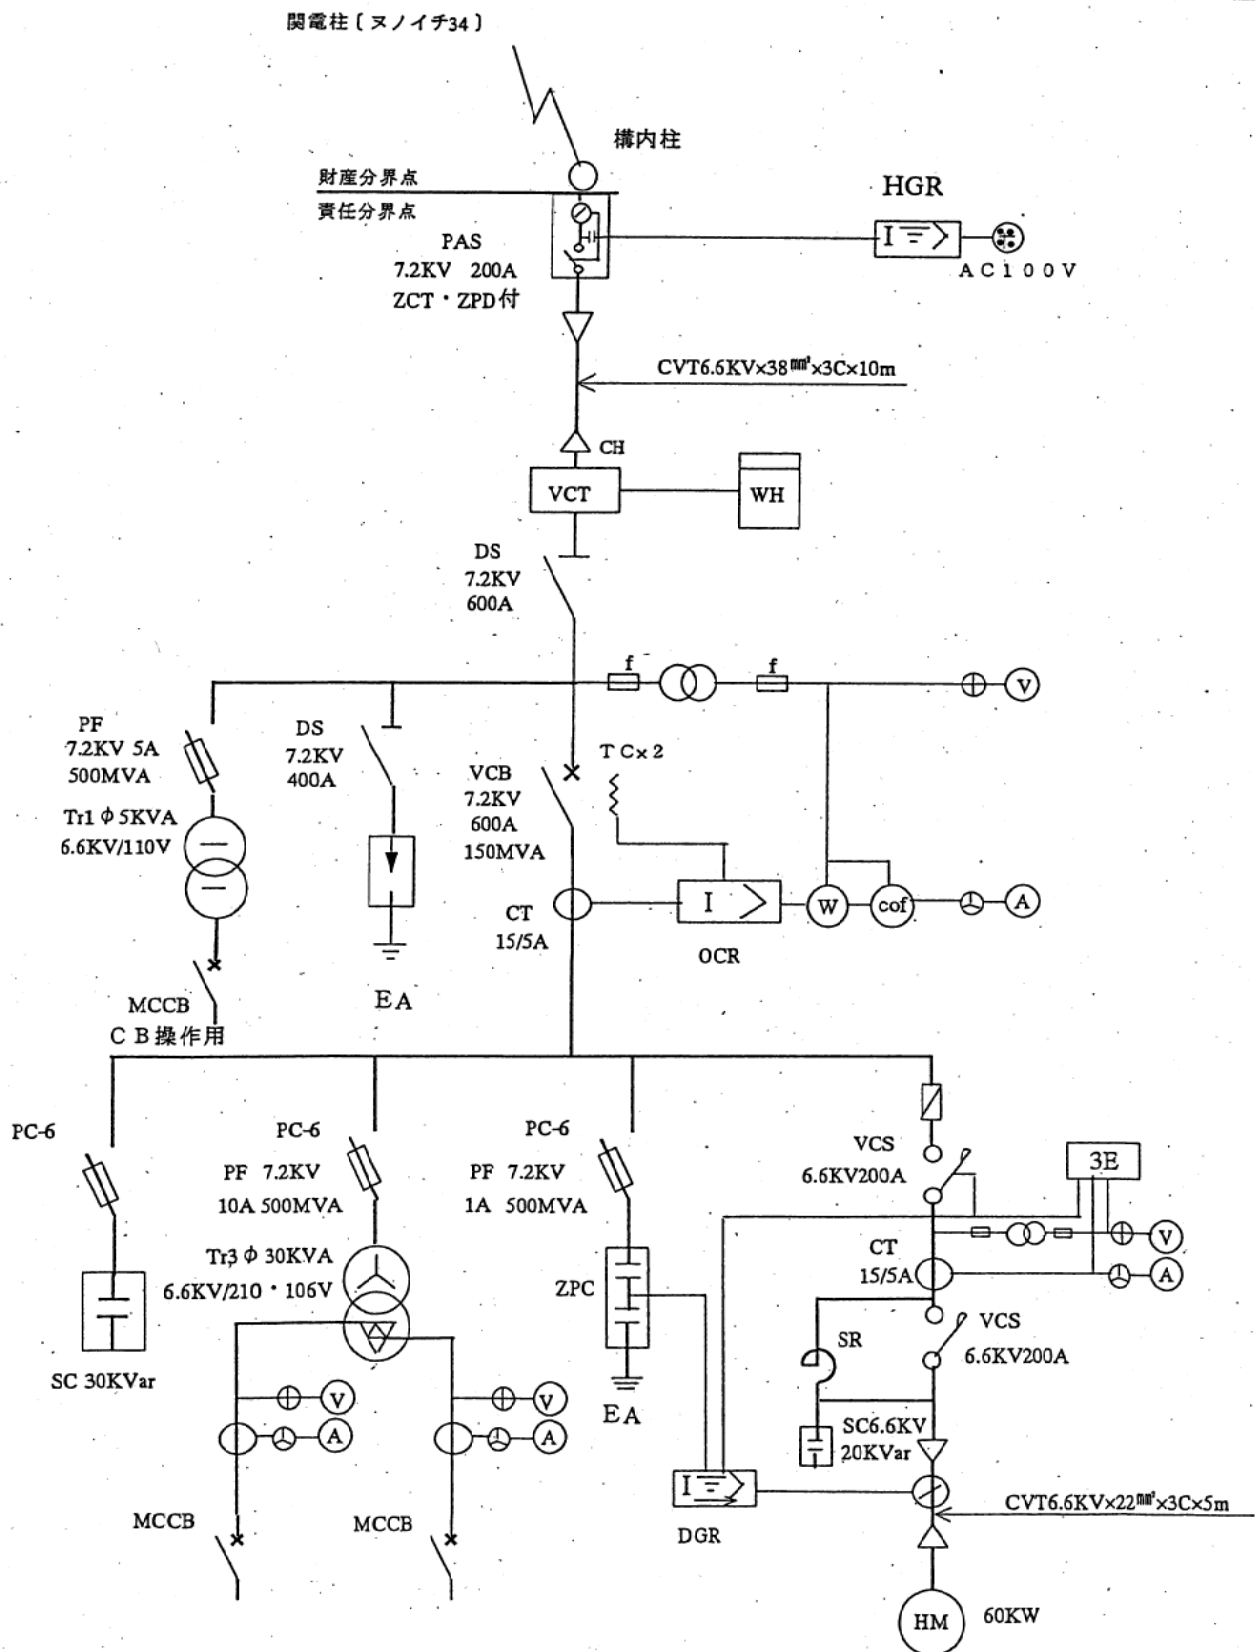 関電柱〔ヌノイチ34〕
構内柱
財産分界点
責任分界点
HGR
I
AC100V
PAS
7.2KV 200A
ZCT・ZPD付
CVT6.6KV×38㎟×3C×10m
CH
VCT
WH
DS
7.2KV
600A
f
f
V
PF
7.2KV 5A
500MVA
DS
7.2KV
400A
TC×2
VCB
7.2KV
600A
150MVA
Tr1φ5KVA
6.6KV/110V
CT
15/5A
I
OCR
W
cof
A
EA
MCCB
CB操作用
PC-6
PC-6
PF 7.2KV
10A 500MVA
PC-6
PF 7.2KV
1A 500MVA
VCS
6.6KV200A
3E
V
CT
15/5A
A
Tr3φ30KVA
6.6KV/210・106V
ZPC
SC 30KVar
VCS
6.6KV200A
SR
EA
V
A
V
A
SC6.6KV
20KVar
I
DGR
CVT6.6KV×22㎟×3C×5m
MCCB
MCCB
HM
60KW